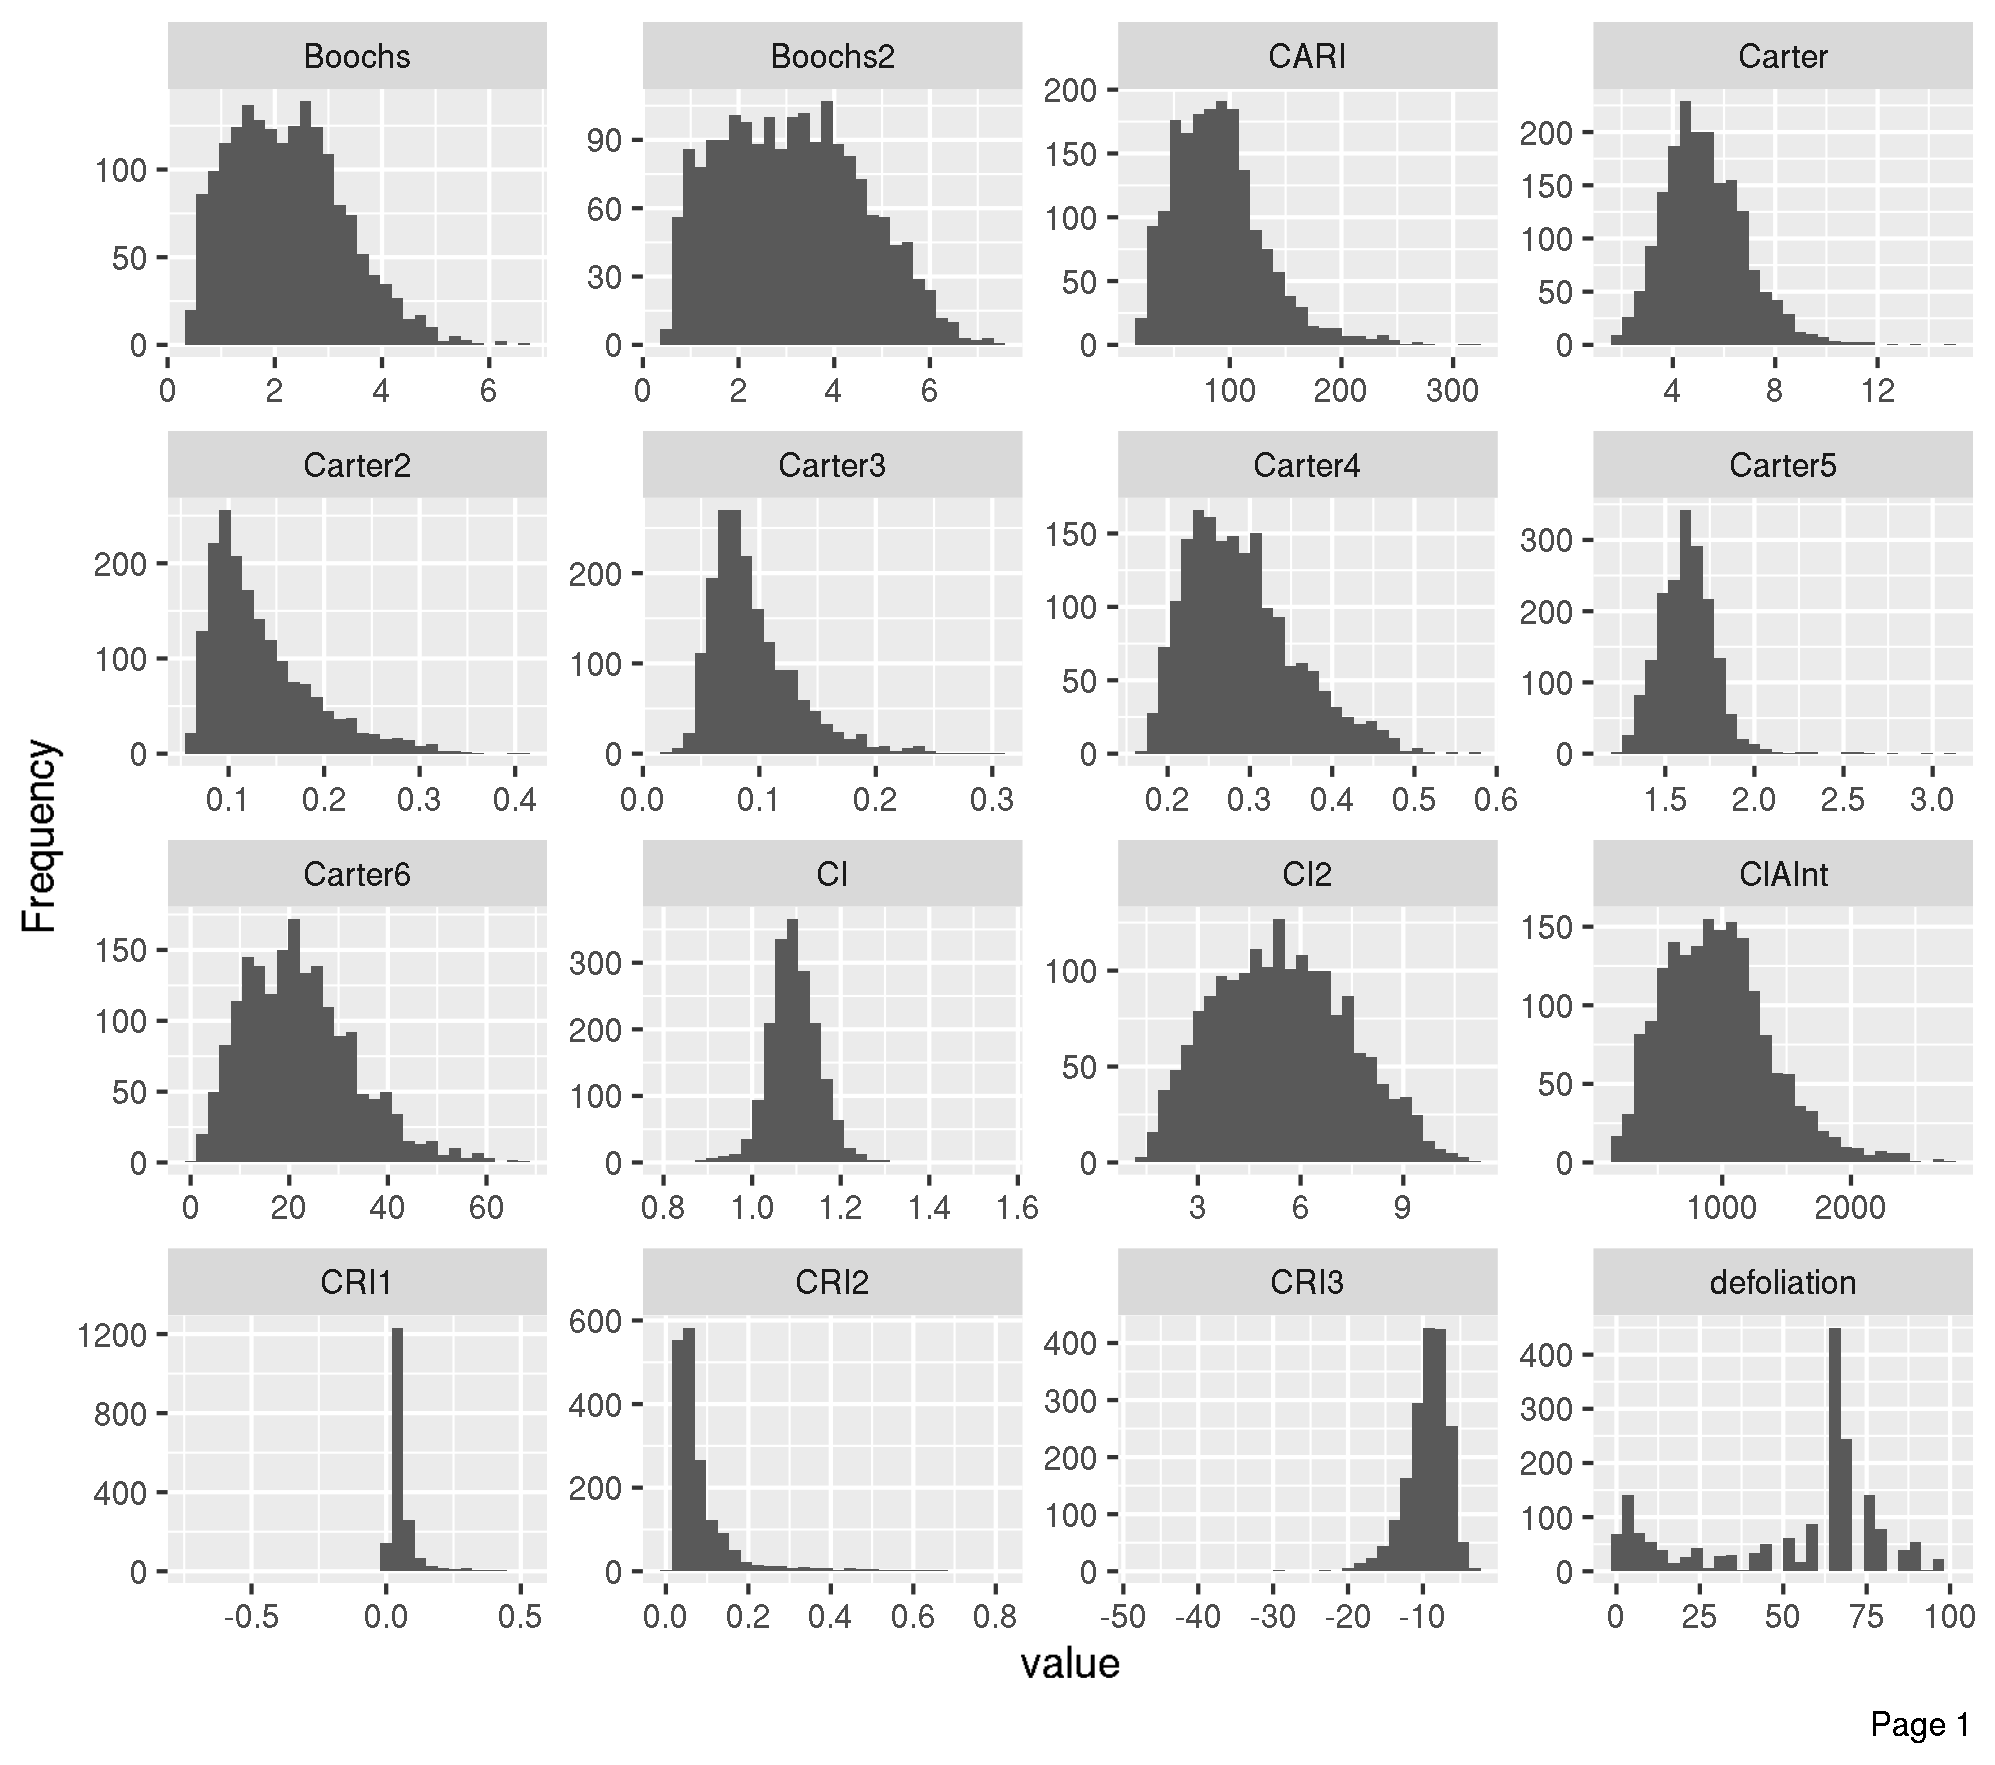 Boochs Boochs2 CARI Carter
100
50
0
0 2 4 6
90
60
30
0
0 2 4 6
200
150
100
50
0
100 200 300
200
150
100
50
0
4 8 12
Carter2 Carter3 Carter4 Carter5
200
100
0
0.1 0.2 0.3 0.4
200
100
0
0.0 0.1 0.2 0.3
150
100
50
0
0.2 0.3 0.4 0.5 0.6
300
200
100
0
1.5 2.0 2.5 3.0
Frequency
Carter6 CI CI2 CIAInt
150
100
50
0
0 20 40 60
300
200
100
0
0.8 1.0 1.2 1.4 1.6
100
50
0
3 6 9
150
100
50
0
1000 2000
CRI1 CRI2 CRI3 defoliation
1200
800
400
0
-0.5 0.0 0.5
600
400
200
0
0.0 0.2 0.4 0.6 0.8
400
300
200
100
0
-50 -40 -30 -20 -10
400
300
200
100
0
0 25 50 75 100
value
Page 1